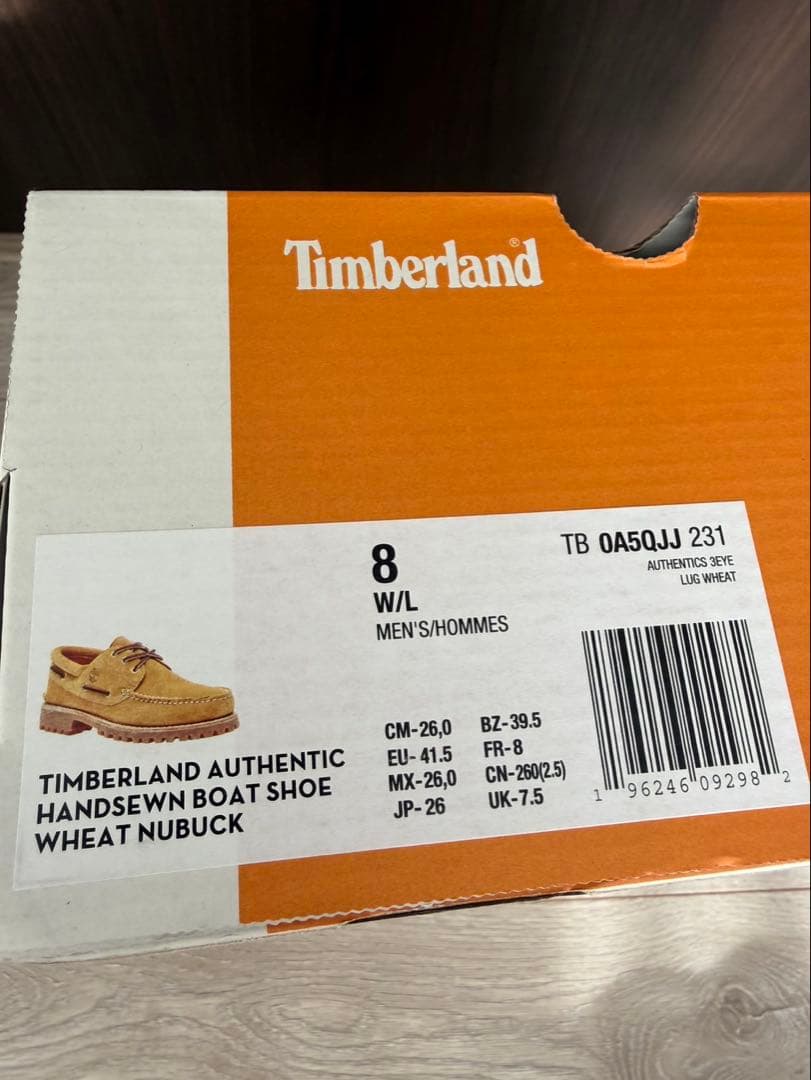 Timberland®
8
W/L
MEN'S/HOMMES
TB 0A5QJJ 231
AUTHENTICS 3EYE
LUG WHEAT
TIMBERLAND AUTHENTIC
HANDSEWN BOAT SHOE
WHEAT NUBUCK
CM-26,0 BZ-39.5
EU-41.5 FR-8
MX-26,0 CN-260(2.5)
JP-26 UK-7.5
1 96246 09298 2